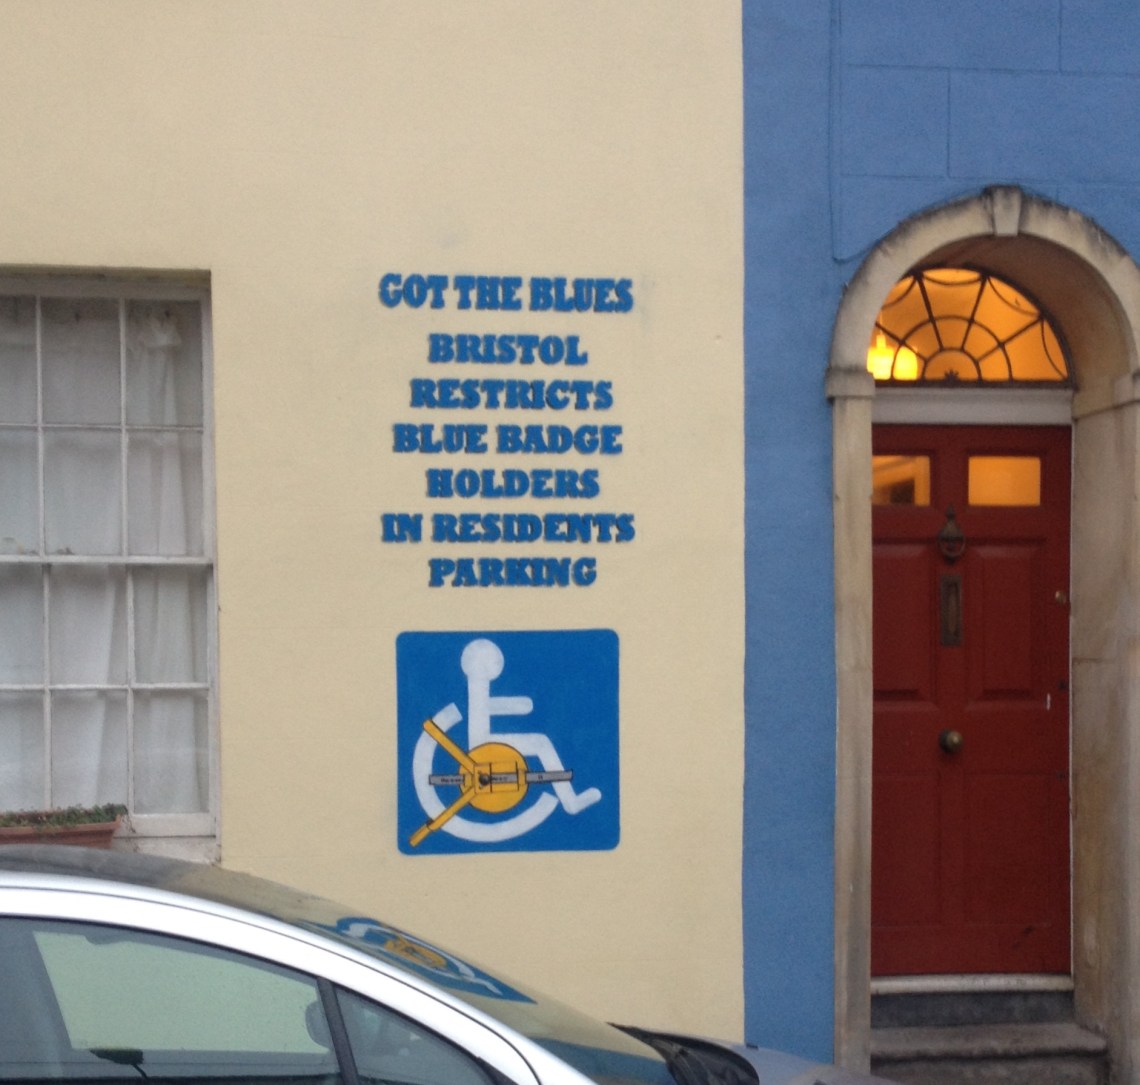 GOT THE BLUES
BRISTOL
RESTRICTS
BLUE BADGE
HOLDERS
IN RESIDENTS
PARKING